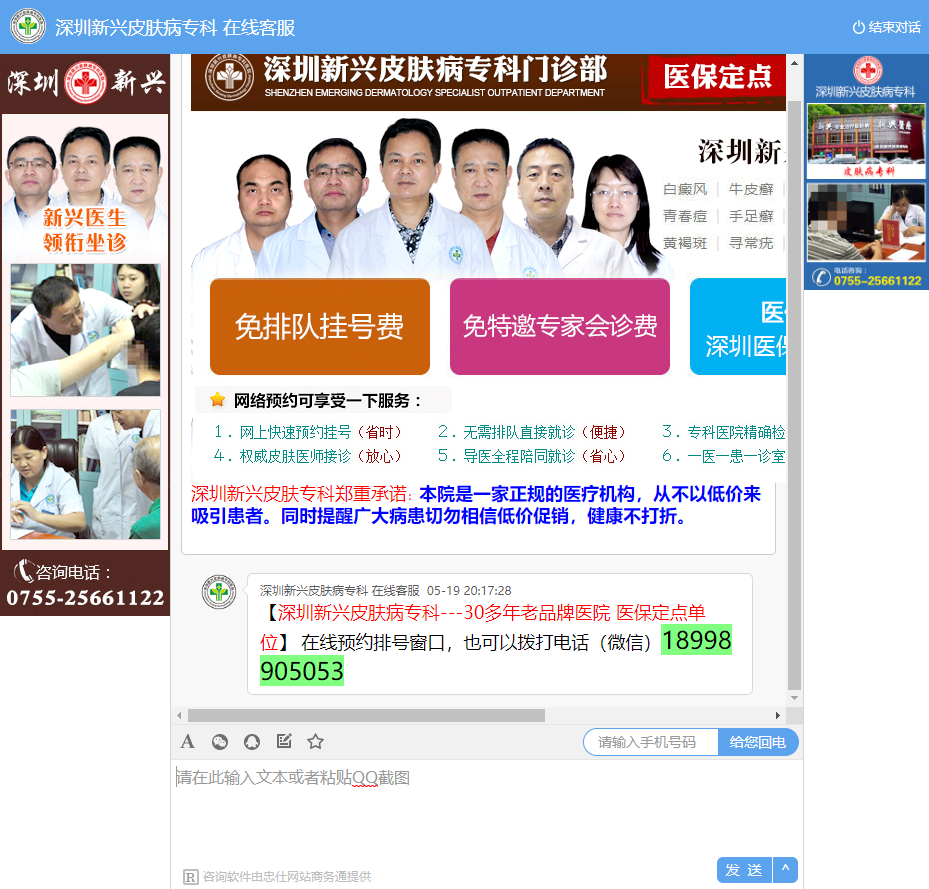 深圳新兴皮肤病专科 在线客服
结束对话
深圳 新兴
新兴医生
领衔坐诊
咨询电话：
0755-25661122
深圳新兴皮肤病专科门诊部
SHENZHEN EMERGING DERMATOLOGY SPECIALIST OUTPATIENT DEPARTMENT
医保定点
深圳新
白癜风 | 牛皮癣 |
青春痘 | 手足癣 |
黄褐斑 | 寻常疣 |
免排队挂号费
免特邀专家会诊费
医
深圳医保
网络预约可享受一下服务：
1. 网上快速预约挂号（省时）
2. 无需排队直接就诊（便捷）
3. 专科医院精确检
4. 权威皮肤医师接诊（放心）
5. 导医全程陪同就诊（省心）
6. 一医一患一诊室
深圳新兴皮肤专科郑重承诺: 本院是一家正规的医疗机构，从不以低价来
吸引患者。同时提醒广大病患切勿相信低价促销，健康不打折。
深圳新兴皮肤病专科 在线客服 05-19 20:17:28
【深圳新兴皮肤病专科---30多年老品牌医院 医保定点单
位】 在线预约排号窗口，也可以拨打电话（微信）18998
905053
A
请输入手机号码
给您回电
请在此输入文本或者粘贴QQ截图
R 咨询软件由忠仕网站商务通提供
发 送
^
深圳新兴皮肤病专科
新兴医疗
皮肤病专科
电话咨询：
0755-25661122